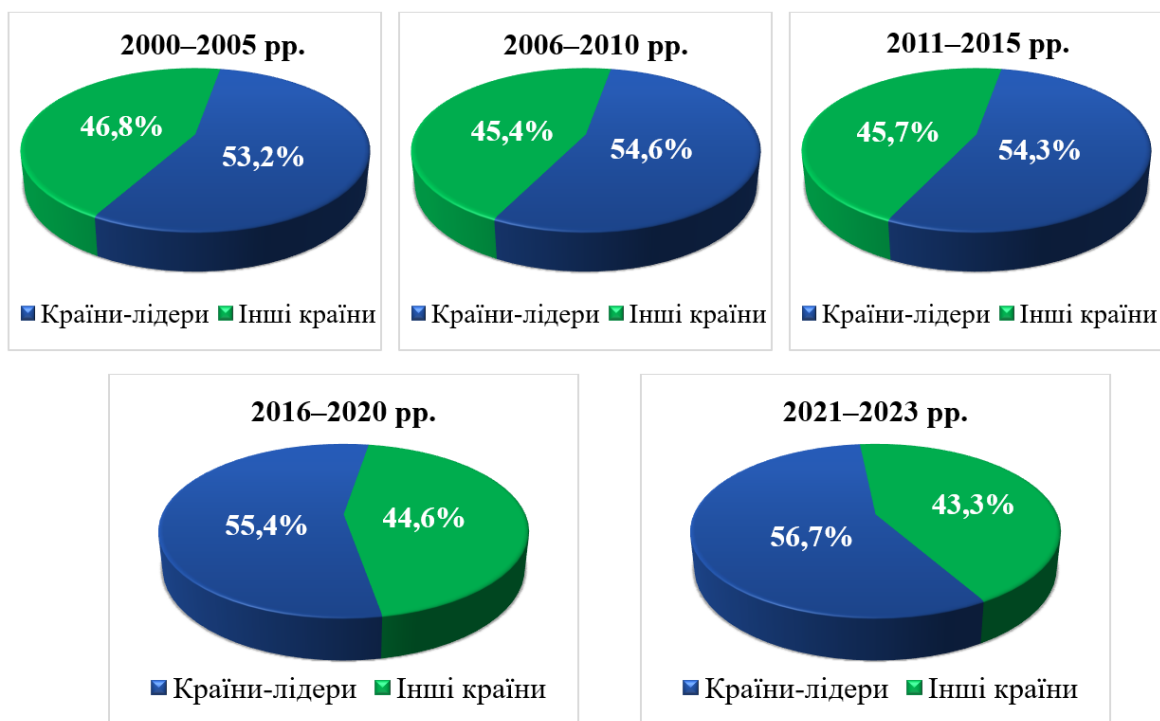 2000–2005 рр.
46,8%
53,2%
Країни-лідери Інші країни
2006–2010 рр.
45,4%
54,6%
Країни-лідери Інші країни
2011–2015 рр.
45,7%
54,3%
Країни-лідери Інші країни
2016–2020 рр.
55,4%
44,6%
Країни-лідери Інші країни
2021–2023 рр.
56,7%
43,3%
Країни-лідери Інші країни